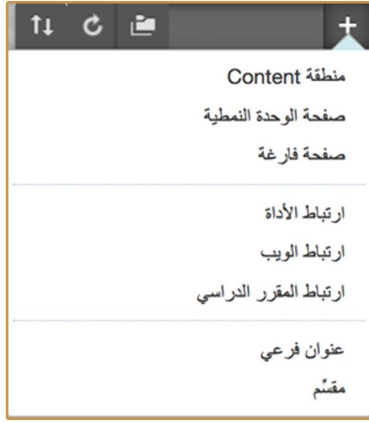 منطقة Content
صفحة الوحدة النمطية
صفحة فارغة
ارتباط الأداة
ارتباط الويب
ارتباط المقرر الدراسي
عنوان فرعي
مقسِّم